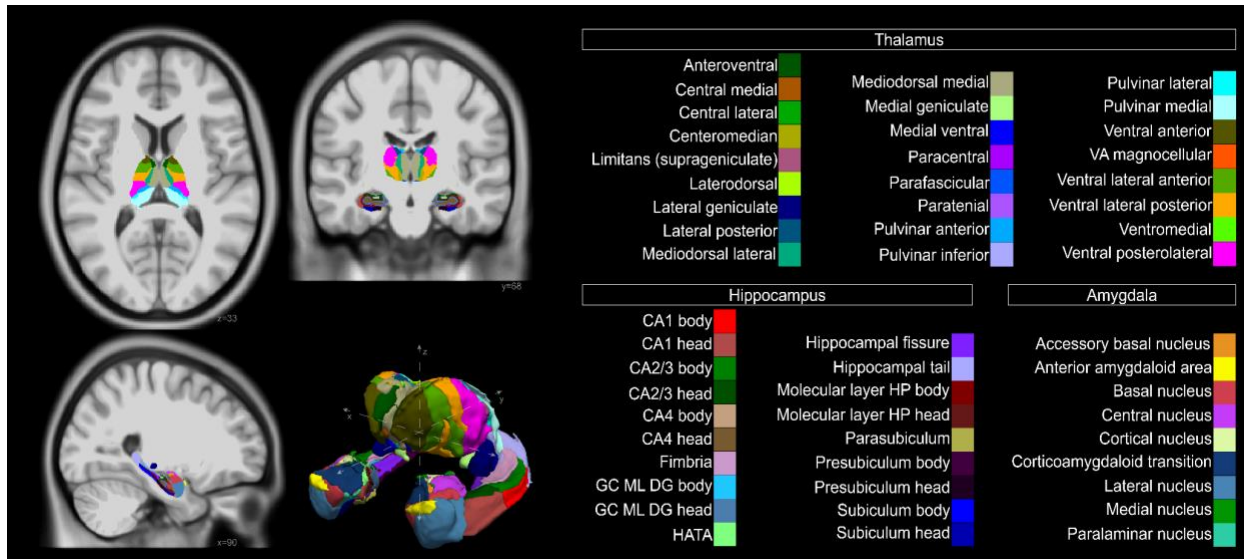 z=33
y=68
x=90
z
x
y
Thalamus
Anteroventral
Central medial
Central lateral
Centeromedian
Limitans (suprageniculate)
Laterodorsal
Lateral geniculate
Lateral posterior
Mediodorsal lateral
Mediodorsal medial
Medial geniculate
Medial ventral
Paracentral
Parafascicular
Paratenial
Pulvinar anterior
Pulvinar inferior
Pulvinar lateral
Pulvinar medial
Ventral anterior
VA magnocellular
Ventral lateral anterior
Ventral lateral posterior
Ventromedial
Ventral posterolateral
Hippocampus
CA1 body
CA1 head
CA2/3 body
CA2/3 head
CA4 body
CA4 head
Fimbria
GC ML DG body
GC ML DG head
HATA
Hippocampal fissure
Hippocampal tail
Molecular layer HP body
Molecular layer HP head
Parasubiculum
Presubiculum body
Presubiculum head
Subiculum body
Subiculum head
Amygdala
Accessory basal nucleus
Anterior amygdaloid area
Basal nucleus
Central nucleus
Cortical nucleus
Corticoamygdaloid transition
Lateral nucleus
Medial nucleus
Paralaminar nucleus